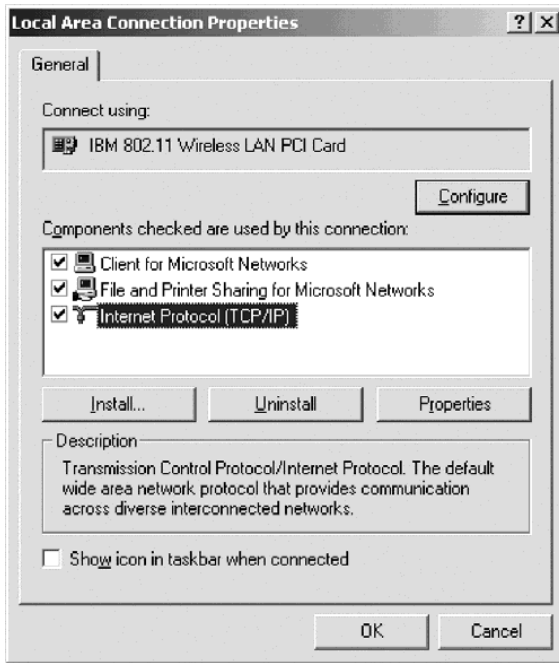 Local Area Connection Properties
General
Connect using:
IBM 802.11 Wireless LAN PCI Card
Configure
Components checked are used by this connection:
Client for Microsoft Networks
File and Printer Sharing for Microsoft Networks
Internet Protocol (TCP/IP)
Install... Uninstall Properties
Description
Transmission Control Protocol/Internet Protocol. The default
wide area network protocol that provides communication
across diverse interconnected networks.
Show icon in taskbar when connected
OK Cancel